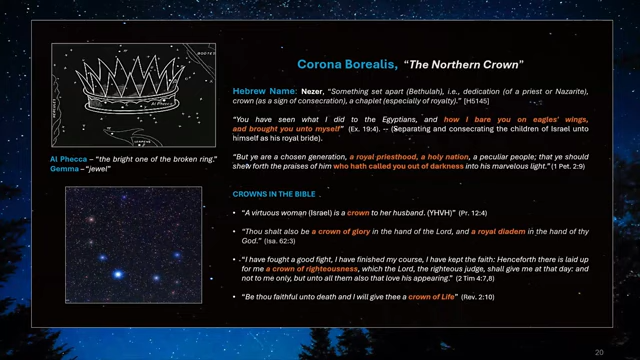 BOOTES
HERCULES
Al Phecca
Al Phecca – "the bright one of the broken ring."
Gemma – "jewel"
Corona Borealis, "The Northern Crown"
Hebrew Name: Nezer, "Something set apart (Bethulah), i.e., dedication (of a priest or Nazarite),
crown (as a sign of consecration), a chaplet (especially of royalty)." [H5145]
"You have seen what I did to the Egyptians, and how I bare you on eagles' wings,
and brought you unto myself" (Ex. 19:4). -- (Separating and consecrating the children of Israel unto
himself as his royal bride).
"But ye are a chosen generation, a royal priesthood, a holy nation, a peculiar people; that ye should
shew forth the praises of him who hath called you out of darkness into his marvelous light." (1 Pet. 2:9)
CROWNS IN THE BIBLE
• "A virtuous woman (Israel) is a crown to her husband. (YHVH)" (Pr. 12:4)
• "Thou shalt also be a crown of glory in the hand of the Lord, and a royal diadem in the hand of thy
God." (Isa. 62:3)
• "I have fought a good fight, I have finished my course, I have kept the faith: Henceforth there is laid up
for me a crown of righteousness, which the Lord, the righteous judge, shall give me at that day: and
not to me only, but unto all them also that love his appearing." (2 Tim 4:7,8)
• "Be thou faithful unto death and I will give thee a crown of Life" (Rev. 2:10)
20